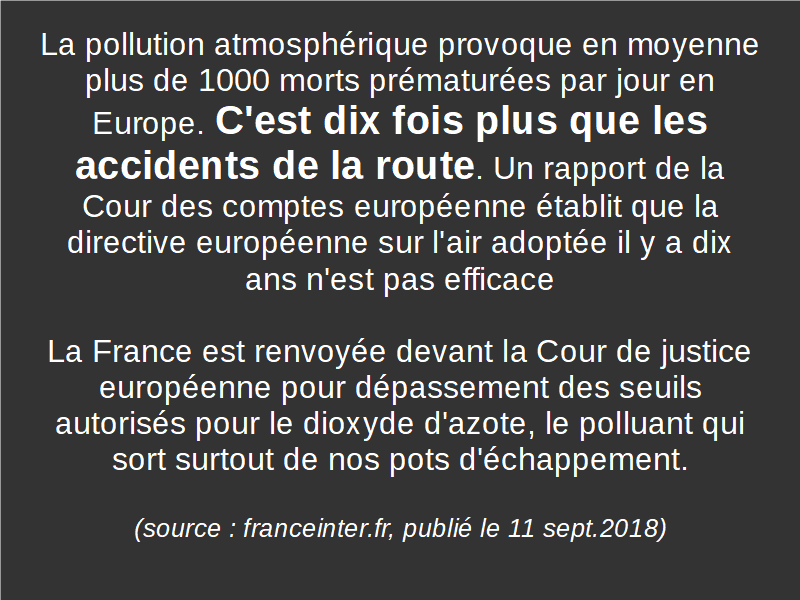 La pollution atmosphérique provoque en moyenne
plus de 1000 morts prématurées par jour en
Europe. C'est dix fois plus que les
accidents de la route. Un rapport de la
Cour des comptes européenne établit que la
directive européenne sur l'air adoptée il y a dix
ans n'est pas efficace
La France est renvoyée devant la Cour de justice
européenne pour dépassement des seuils
autorisés pour le dioxyde d'azote, le polluant qui
sort surtout de nos pots d'échappement.
(source : franceinter.fr, publié le 11 sept.2018)